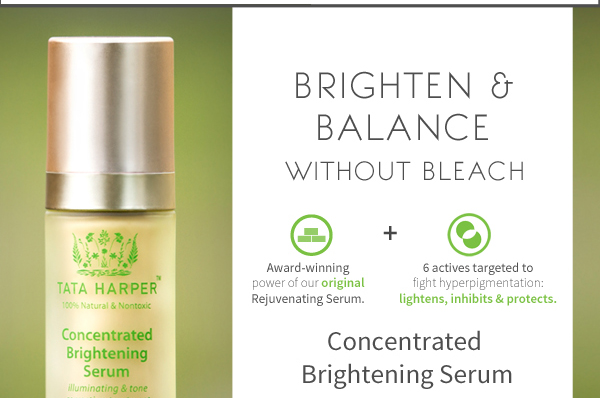 BRIGHTEN &
BALANCE
WITHOUT BLEACH
+
Award-winning
power of our original
Rejuvenating Serum.
6 actives targeted to
fight hyperpigmentation:
lightens, inhibits & protects.
Concentrated
Brightening Serum
TATA HARPER™
100% Natural & Nontoxic
Concentrated
Brightening
Serum
illuminating & tone